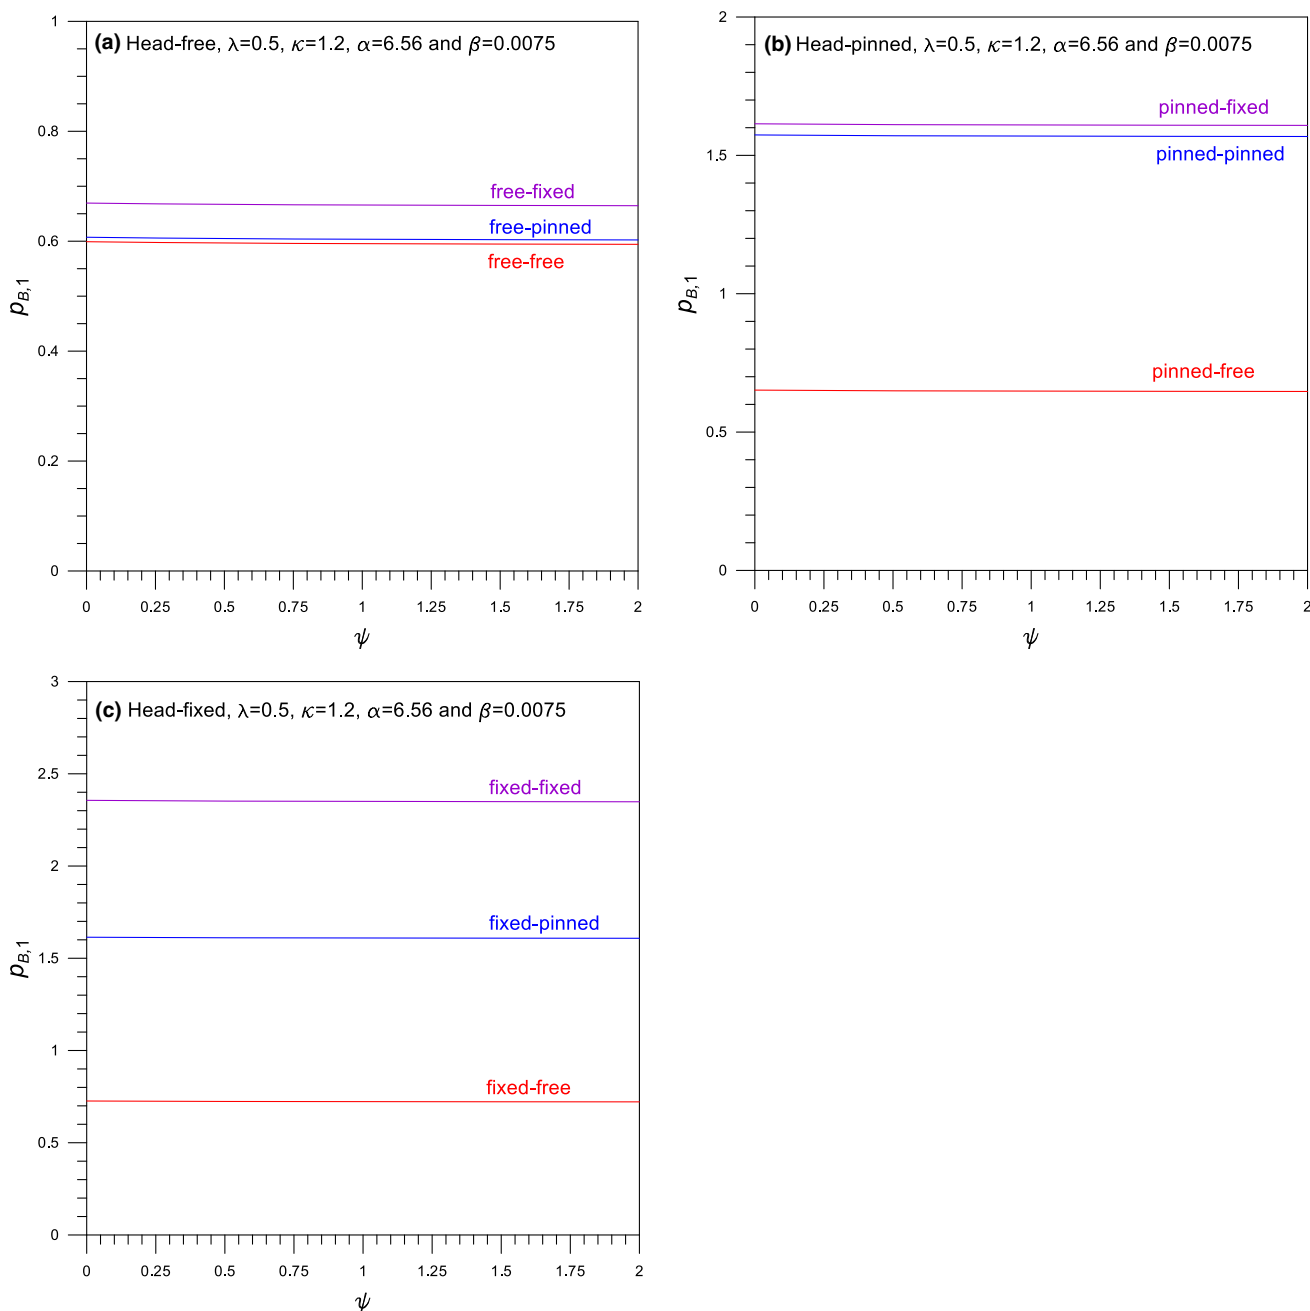 (a) Head-free, λ=0.5, κ=1.2, α=6.56 and β=0.0075
1
0.8
0.6
0.4
0.2
0
p_{B,1}
free-fixed
free-pinned
free-free
0 0.25 0.5 0.75 1 1.25 1.5 1.75 2
ψ
(b) Head-pinned, λ=0.5, κ=1.2, α=6.56 and β=0.0075
2
1.5
1
0.5
0
p_{B,1}
pinned-fixed
pinned-pinned
pinned-free
0 0.25 0.5 0.75 1 1.25 1.5 1.75 2
ψ
(c) Head-fixed, λ=0.5, κ=1.2, α=6.56 and β=0.0075
3
2.5
2
1.5
1
0.5
0
p_{B,1}
fixed-fixed
fixed-pinned
fixed-free
0 0.25 0.5 0.75 1 1.25 1.5 1.75 2
ψ